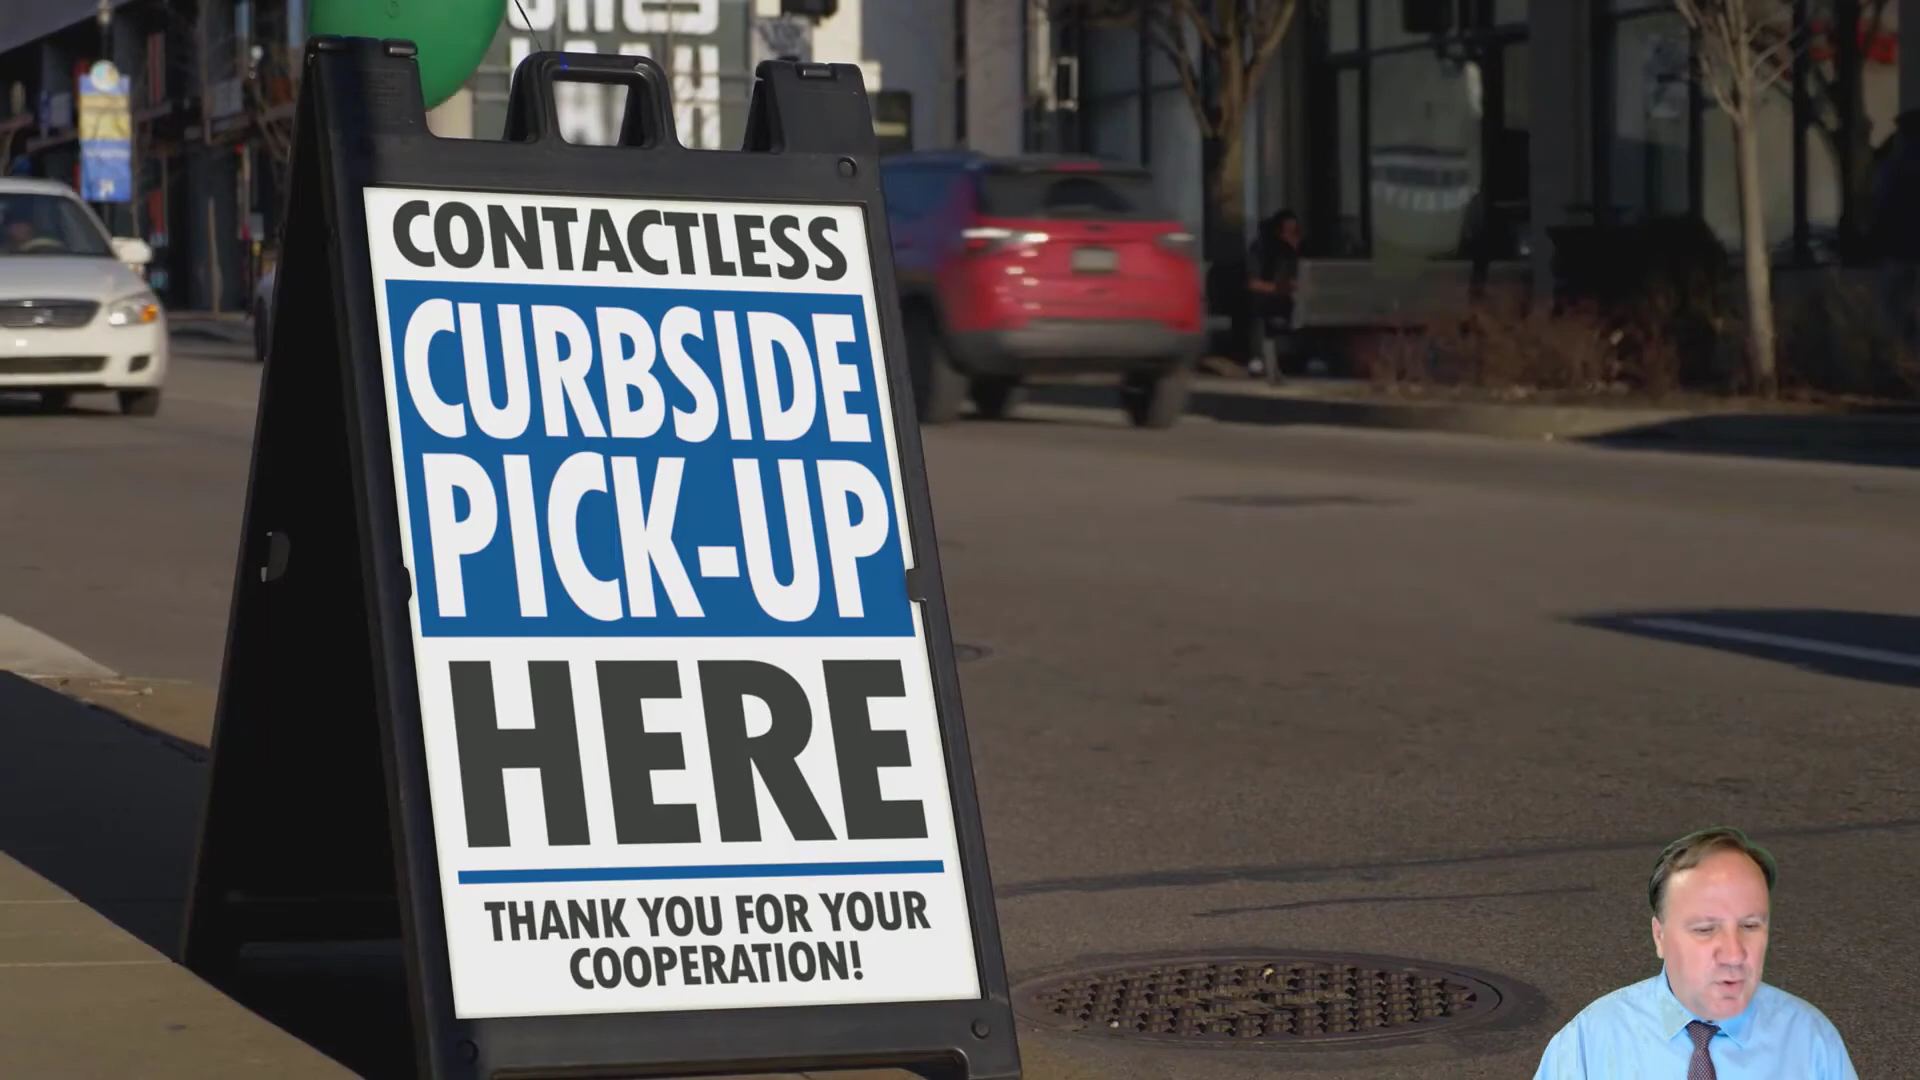 CONTACTLESS
CURBSIDE
PICK-UP
HERE
THANK YOU FOR YOUR
COOPERATION!